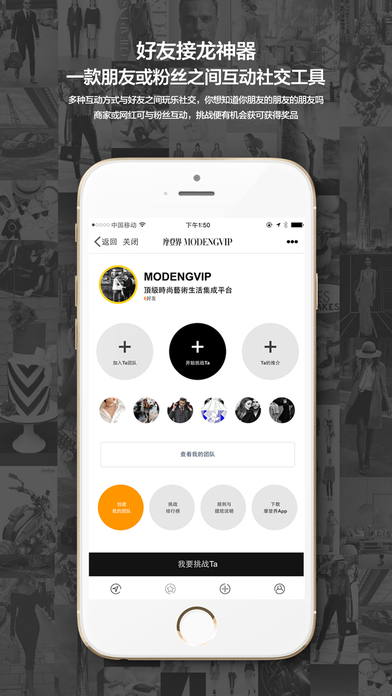 好友接龙神器
一款朋友或粉丝之间互动社交工具
多种互动方式与好友之间玩乐社交，你想知道你朋友的朋友的朋友吗
商家或网红可与粉丝互动，挑战便有机会获可获得奖品
中国移动 下午1:50
返回 关闭 摩登界 MODENGVIP
MODENGVIP
頂級時尚藝術生活集成平台
6好友
加入Ta团队 开始挑战Ta Ta的推介
查看我的团队
创建 挑战 规则与 下载
我的团队 排行榜 提现说明 摩登界App
我要挑战Ta